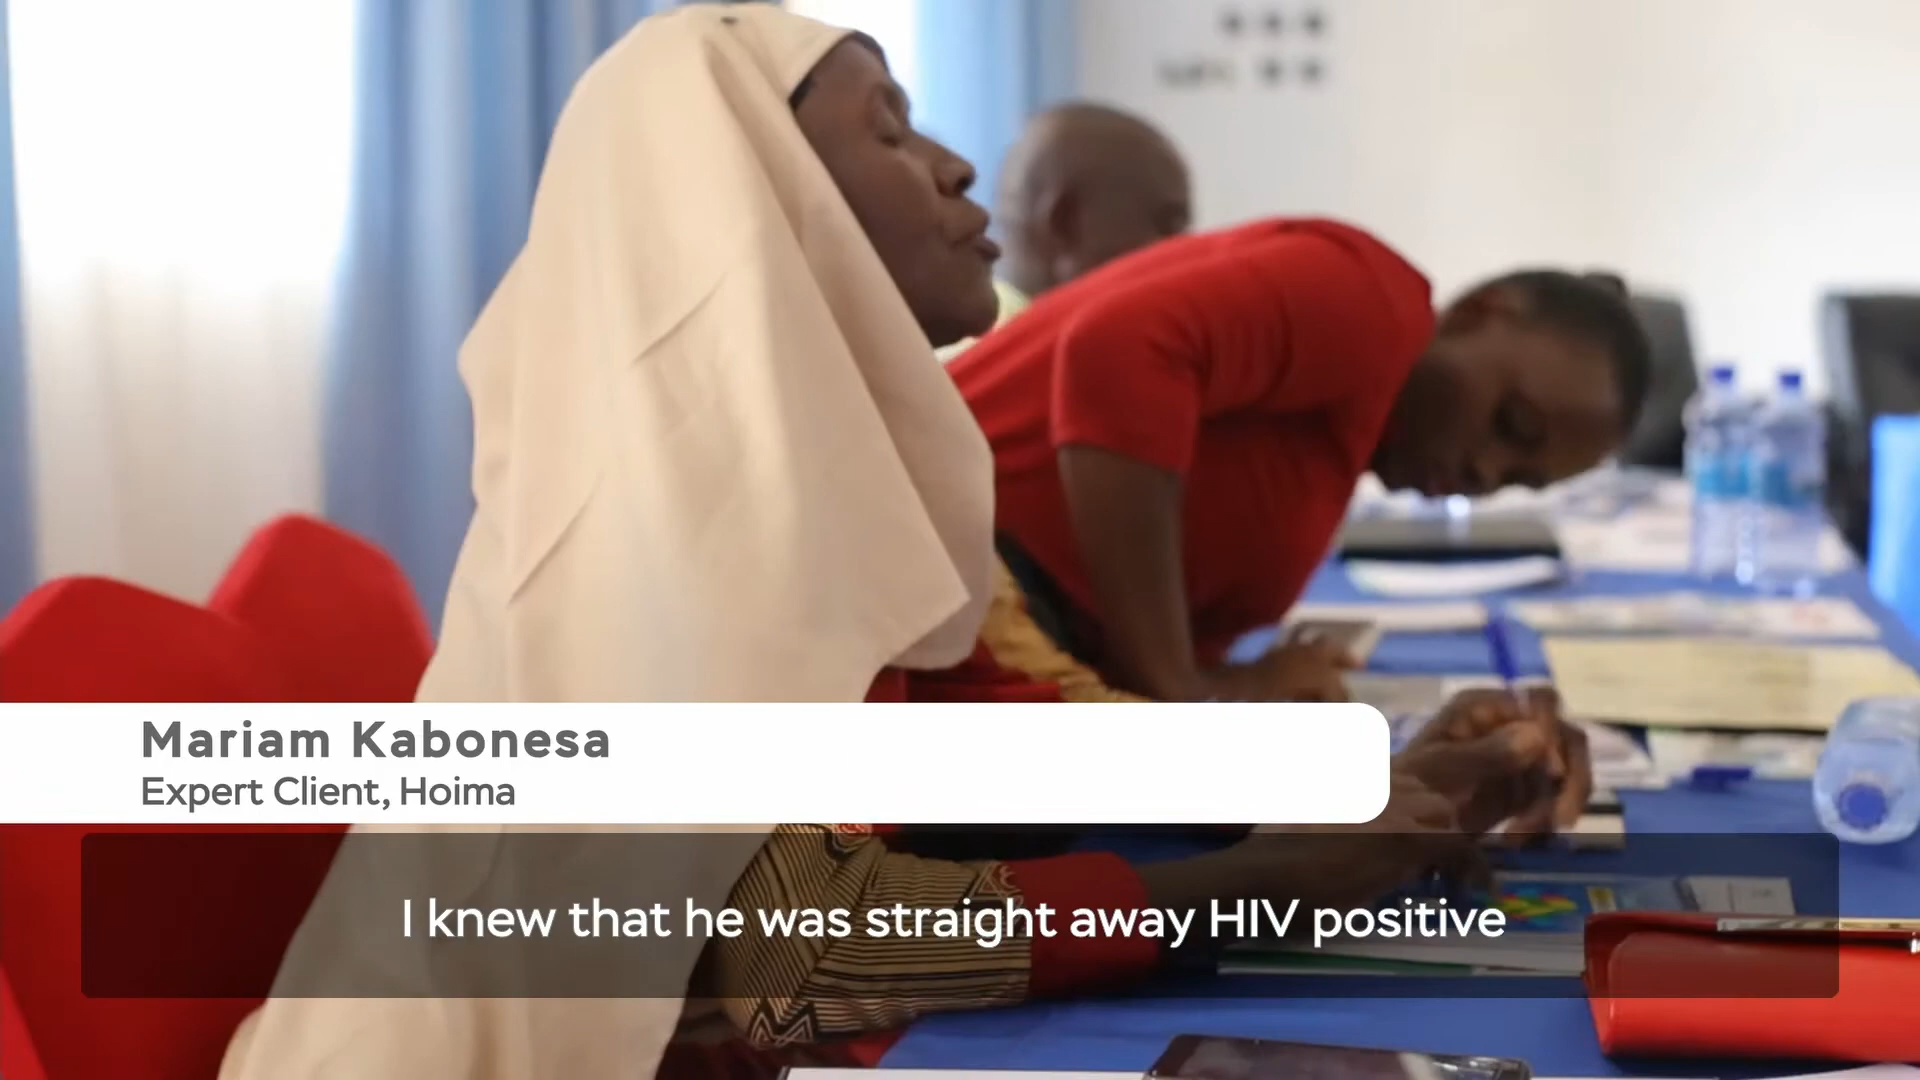 Mariam Kabonesa
Expert Client, Hoima
I knew that he was straight away HIV positive